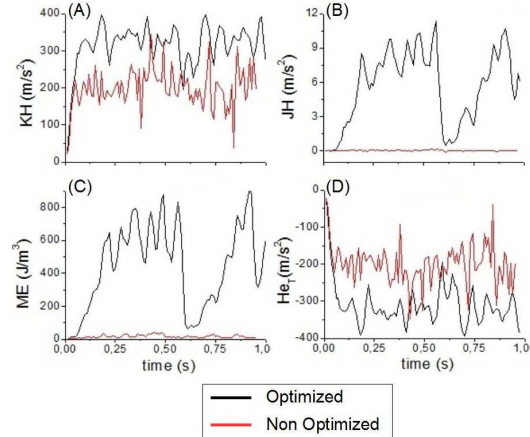 (A)
KH (m/s²)
400
300
200
100
0
(B)
JH (m/s²)
12
9
6
3
0
(C)
ME (J/m³)
800
600
400
200
0
0,00 0,25 0,50 0,75 1,0
time (s)
(D)
He_T(m/s²)
0
-100
-200
-300
-400
0,00 0,25 0,50 0,75 1,0
time (s)
Optimized
Non Optimized